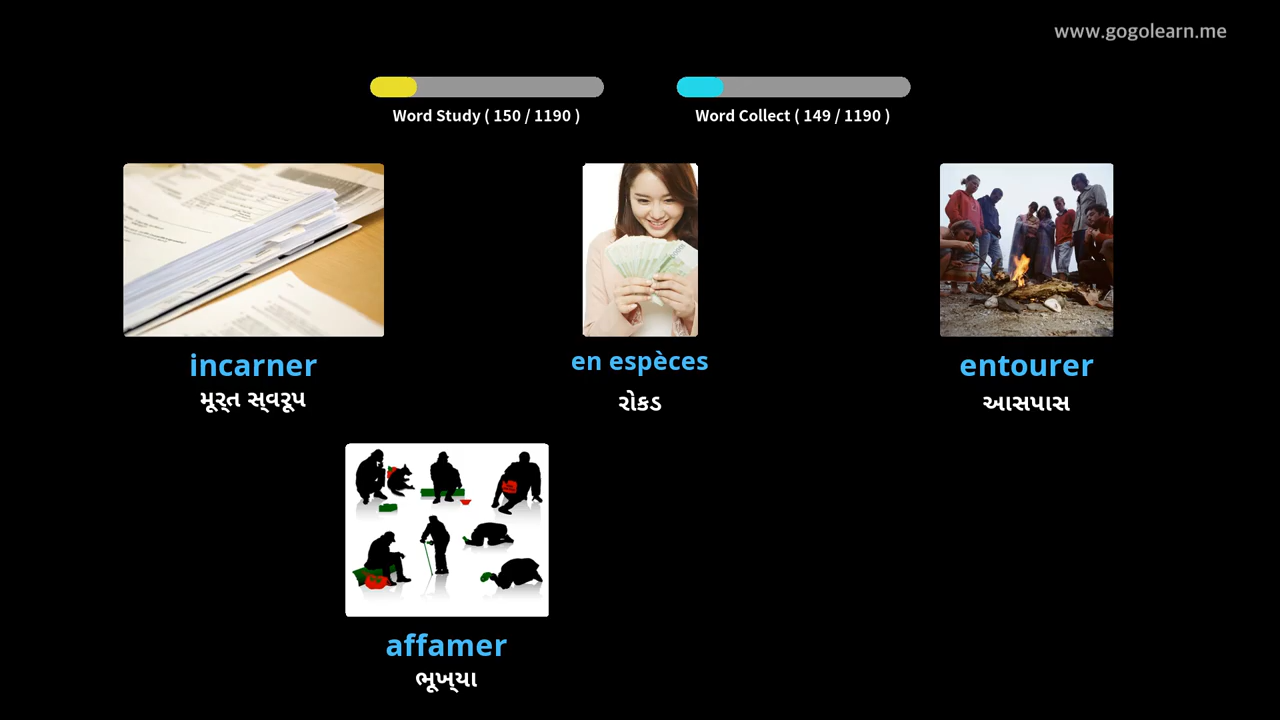 www.gogolearn.me
Word Study ( 150 / 1190 )
Word Collect ( 149 / 1190 )
incarner
મૂર્ત સ્વરૂપ
en espèces
રોકડ
entourer
આસપાસ
affamer
ભૂખ્યા